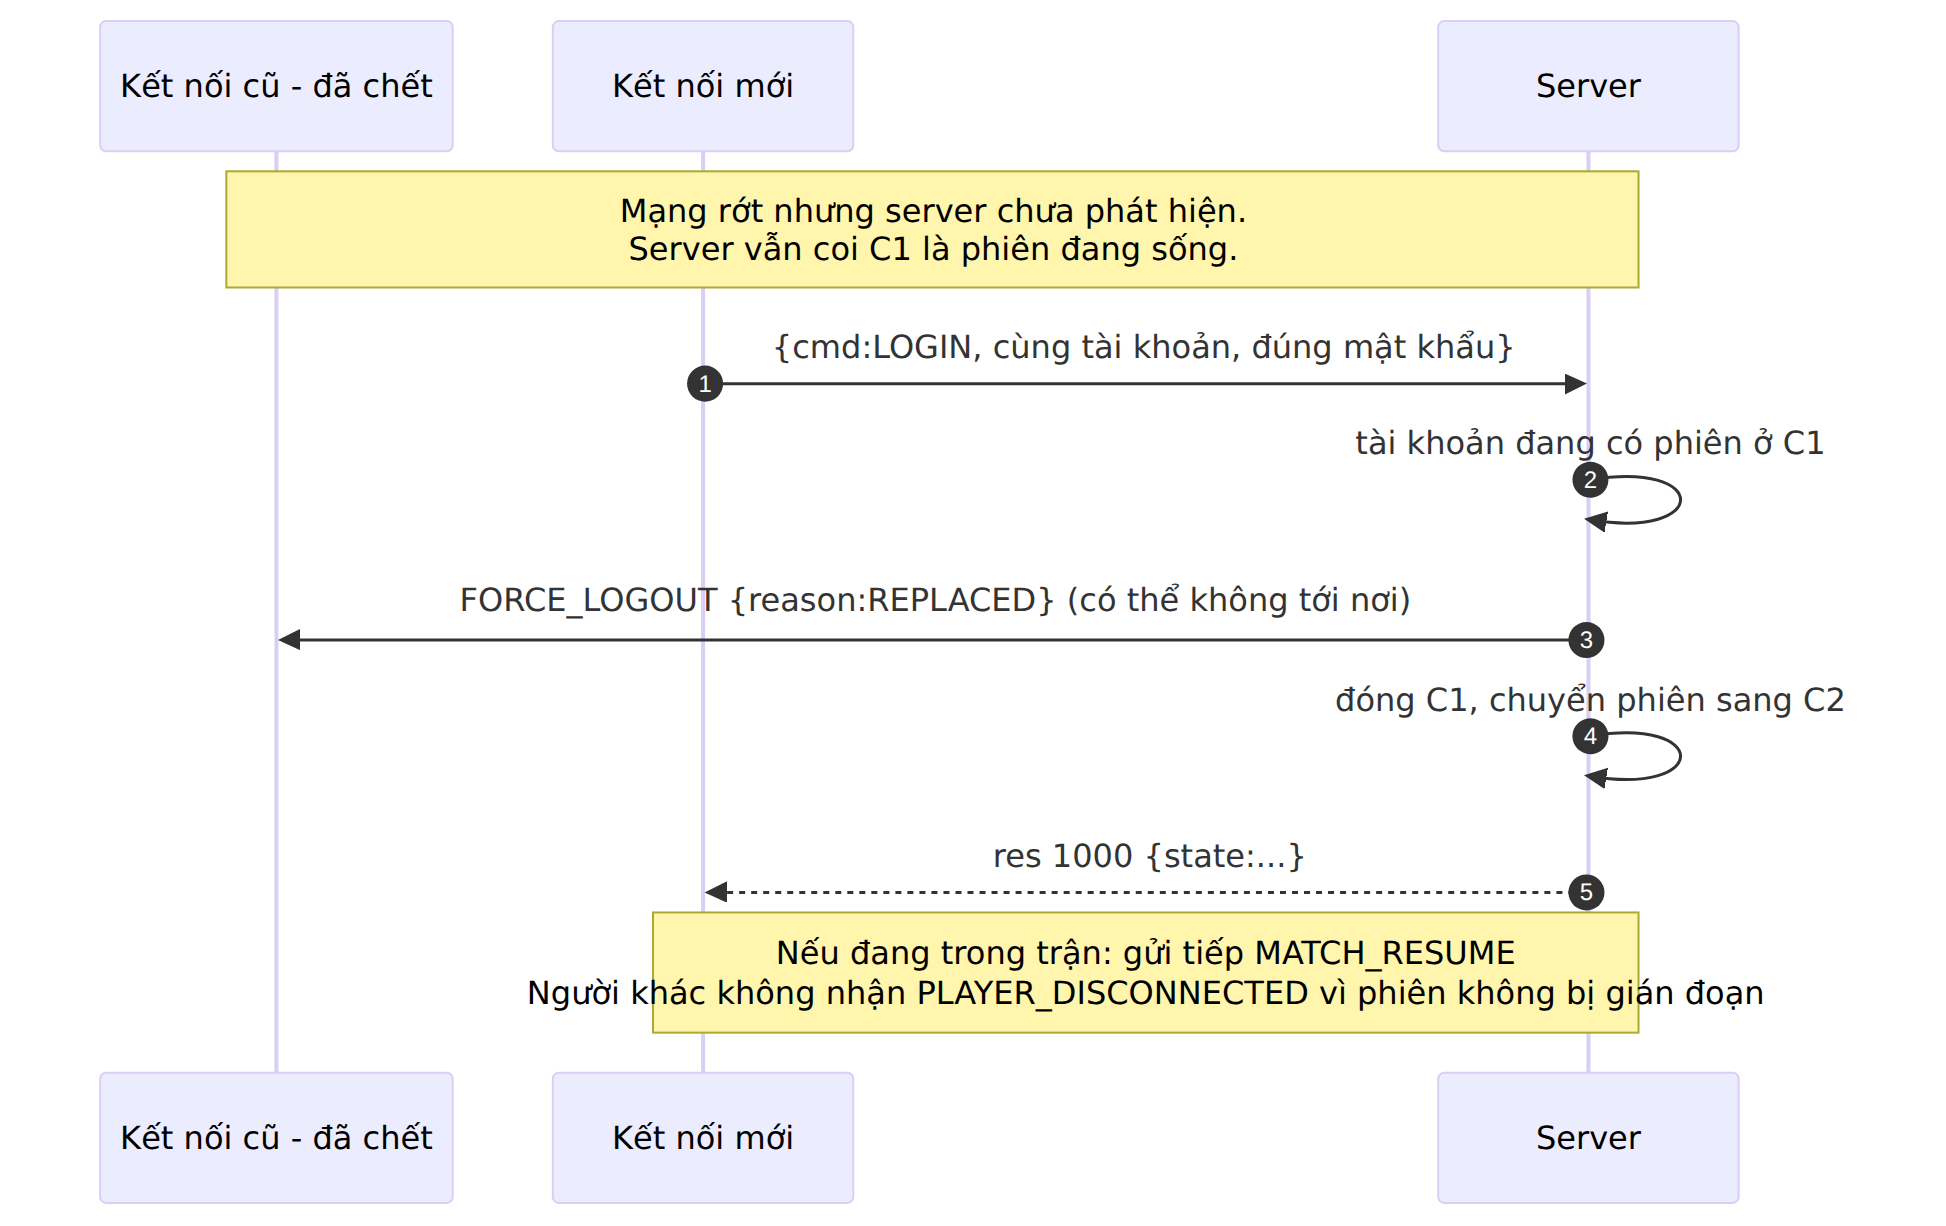 Kết nối cũ - đã chết
Kết nối mới
Server
Mạng rớt nhưng server chưa phát hiện.
Server vẫn coi C1 là phiên đang sống.
{cmd:LOGIN, cùng tài khoản, đúng mật khẩu}
1
tài khoản đang có phiên ở C1
2
FORCE_LOGOUT {reason:REPLACED} (có thể không tới nơi)
3
đóng C1, chuyển phiên sang C2
4
res 1000 {state:...}
5
Nếu đang trong trận: gửi tiếp MATCH_RESUME
Người khác không nhận PLAYER_DISCONNECTED vì phiên không bị gián đoạn
Kết nối cũ - đã chết
Kết nối mới
Server